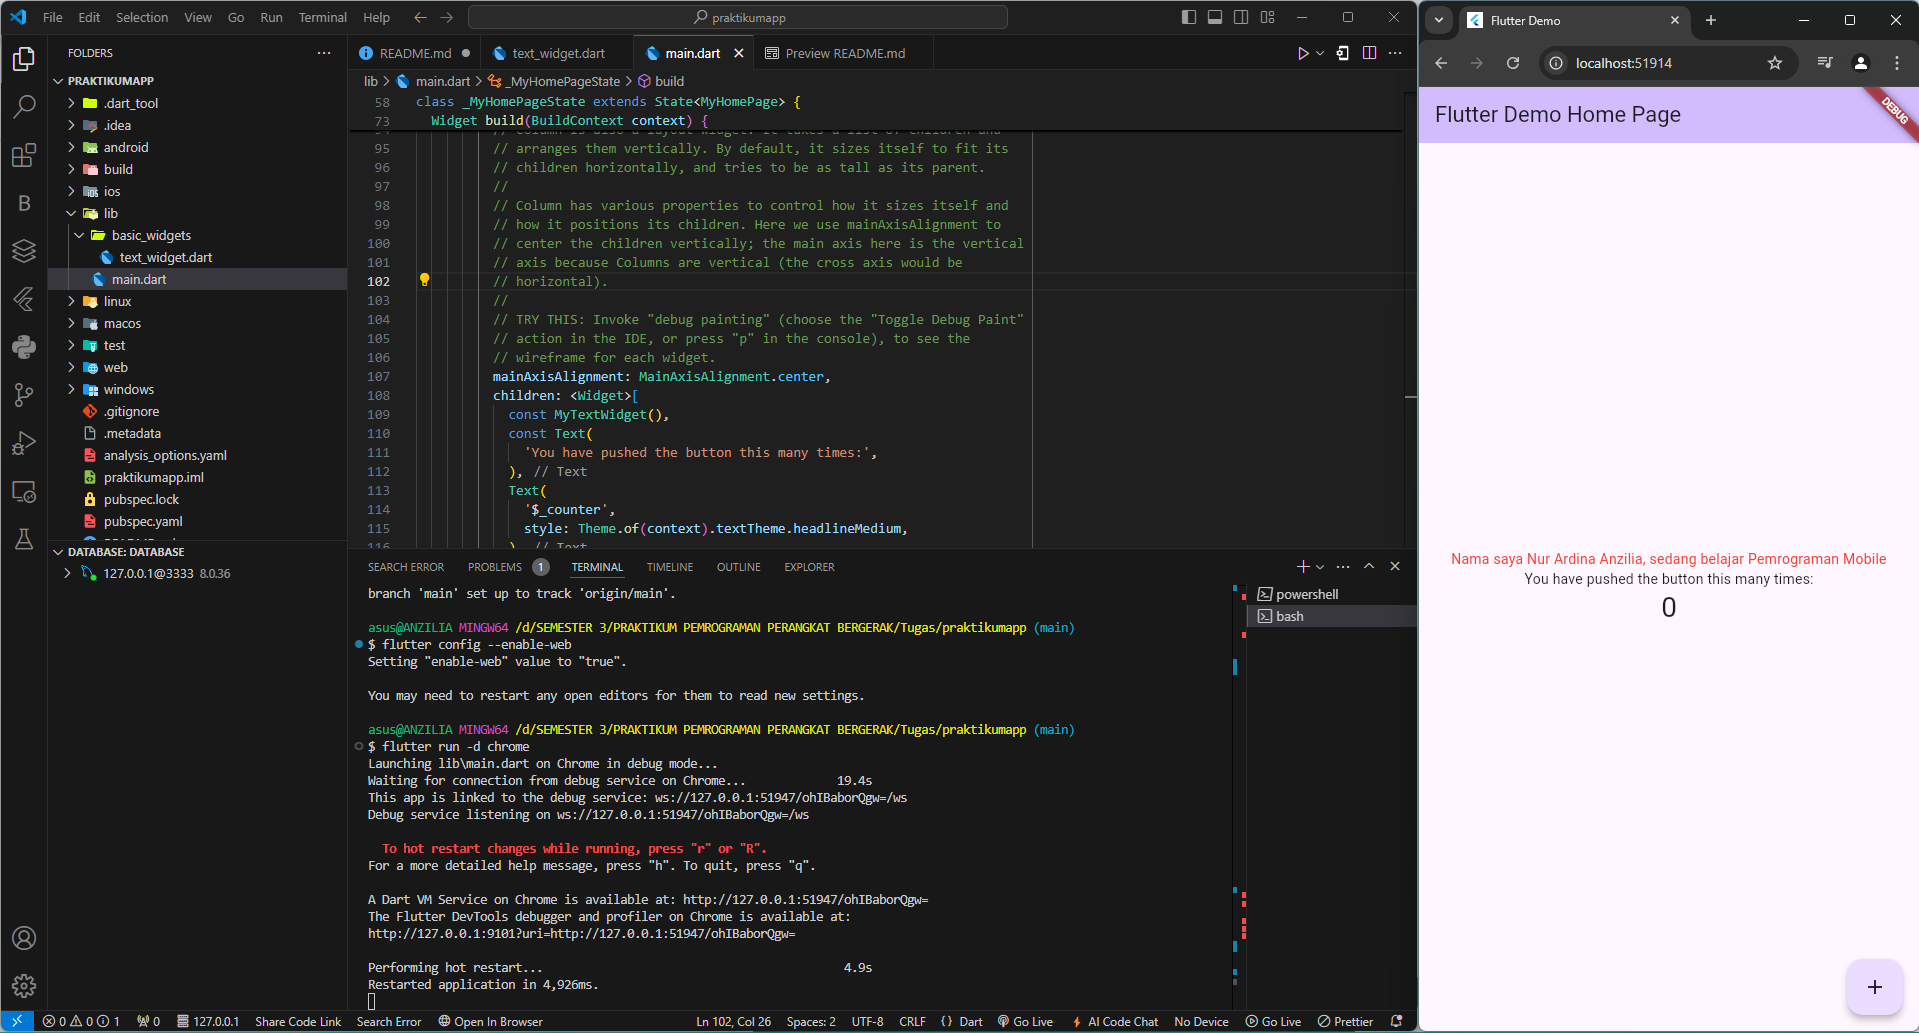 File Edit Selection View Go Run Terminal Help
praktikumapp
FOLDERS
PRAKTIKUMAPP
.dart_tool
.idea
android
build
ios
lib
basic_widgets
text_widget.dart
main.dart
linux
macos
test
web
windows
.gitignore
.metadata
analysis_options.yaml
praktikumapp.iml
pubspec.lock
pubspec.yaml
DATABASE: DATABASE
127.0.0.1@3333 8.0.36
README.md text_widget.dart main.dart Preview README.md
lib > main.dart > _MyHomePageState > build
58 class _MyHomePageState extends State<MyHomePage> {
73 Widget build(BuildContext context) {
94 // Column is also a layout widget. It takes a list of children and
95 // arranges them vertically. By default, it sizes itself to fit its
96 // children horizontally, and tries to be as tall as its parent.
97 //
98 // Column has various properties to control how it sizes itself and
99 // how it positions its children. Here we use mainAxisAlignment to
100 // center the children vertically; the main axis here is the vertical
101 // axis because Columns are vertical (the cross axis would be
102 // horizontal).
103 //
104 // TRY THIS: Invoke "debug painting" (choose the "Toggle Debug Paint"
105 // action in the IDE, or press "p" in the console), to see the
106 // wireframe for each widget.
107 mainAxisAlignment: MainAxisAlignment.center,
108 children: <Widget>[
109 const MyTextWidget(),
110 const Text(
111 'You have pushed the button this many times:',
112 ), // Text
113 Text(
114 '$_counter',
115 style: Theme.of(context).textTheme.headlineMedium,
116 ), // Text
SEARCH ERROR PROBLEMS 1 TERMINAL TIMELINE OUTLINE EXPLORER
powershell
bash
branch 'main' set up to track 'origin/main'.
asus@ANZILIA MINGW64 /d/SEMESTER 3/PRAKTIKUM PEMROGRAMAN PERANGKAT BERGERAK/Tugas/praktikumapp (main)
$ flutter config --enable-web
Setting "enable-web" value to "true".
You may need to restart any open editors for them to read new settings.
asus@ANZILIA MINGW64 /d/SEMESTER 3/PRAKTIKUM PEMROGRAMAN PERANGKAT BERGERAK/Tugas/praktikumapp (main)
$ flutter run -d chrome
Launching lib\main.dart on Chrome in debug mode...
Waiting for connection from debug service on Chrome... 19.4s
This app is linked to the debug service: ws://127.0.0.1:51947/ohIBaborQgw=/ws
Debug service listening on ws://127.0.0.1:51947/ohIBaborQgw=/ws
To hot restart changes while running, press "r" or "R".
For a more detailed help message, press "h". To quit, press "q".
A Dart VM Service on Chrome is available at: http://127.0.0.1:51947/ohIBaborQgw=
The Flutter DevTools debugger and profiler on Chrome is available at:
http://127.0.0.1:9101?uri=http://127.0.0.1:51947/ohIBaborQgw=
Performing hot restart... 4.9s
Restarted application in 4,926ms.
0 0 1 0 127.0.0.1 Share Code Link Search Error Open In Browser Ln 102, Col 26 Spaces: 2 UTF-8 CRLF {} Dart Go Live AI Code Chat No Device Go Live Prettier
Flutter Demo
localhost:51914
Flutter Demo Home Page
DEBUG
Nama saya Nur Ardina Anzilia, sedang belajar Pemrograman Mobile
You have pushed the button this many times:
0
+